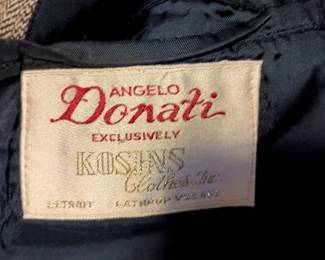 ANGELO
Donati
EXCLUSIVELY
KOSINS
Clothes Inc.
DETROIT LATHRUP VILLAGE